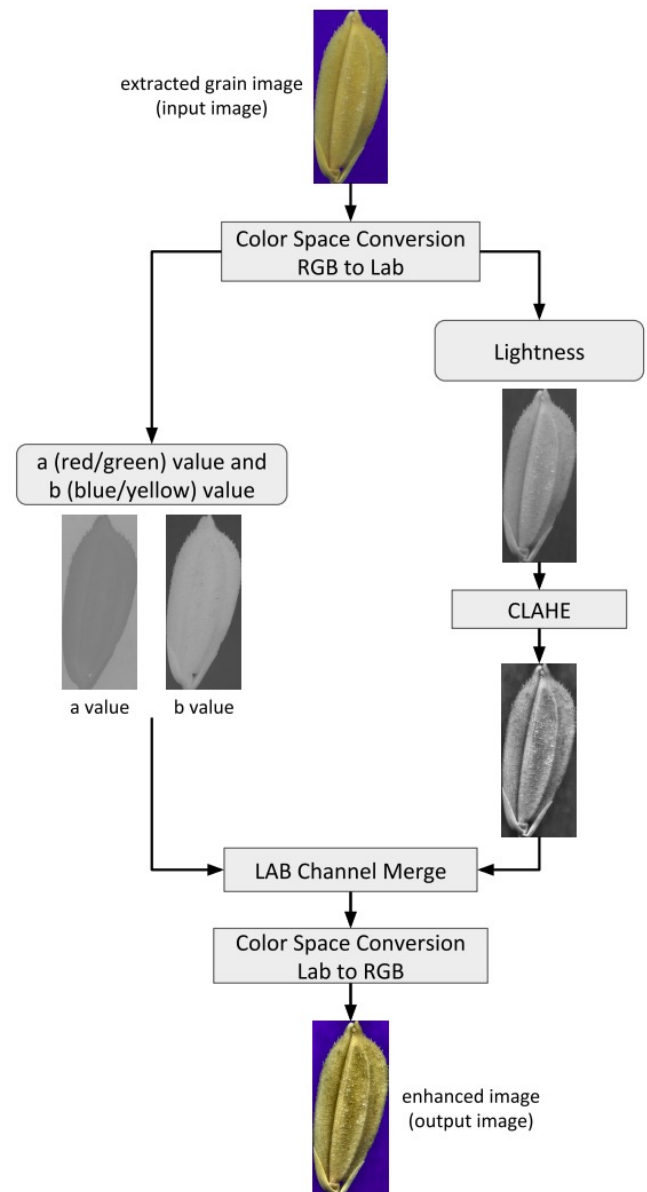 extracted grain image
(input image)
Color Space Conversion
RGB to Lab
Lightness
a (red/green) value and
b (blue/yellow) value
a value
b value
CLAHE
LAB Channel Merge
Color Space Conversion
Lab to RGB
enhanced image
(output image)